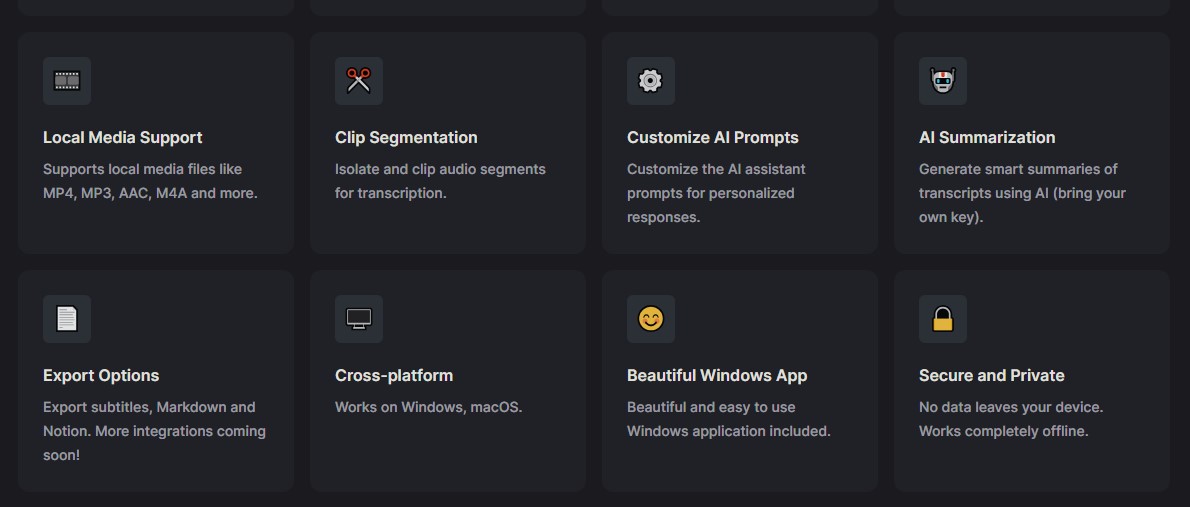 Local Media Support
Supports local media files like
MP4, MP3, AAC, M4A and more.
Clip Segmentation
Isolate and clip audio segments
for transcription.
Customize AI Prompts
Customize the AI assistant
prompts for personalized
responses.
AI Summarization
Generate smart summaries of
transcripts using AI (bring your
own key).
Export Options
Export subtitles, Markdown and
Notion. More integrations coming
soon!
Cross-platform
Works on Windows, macOS.
Beautiful Windows App
Beautiful and easy to use
Windows application included.
Secure and Private
No data leaves your device.
Works completely offline.